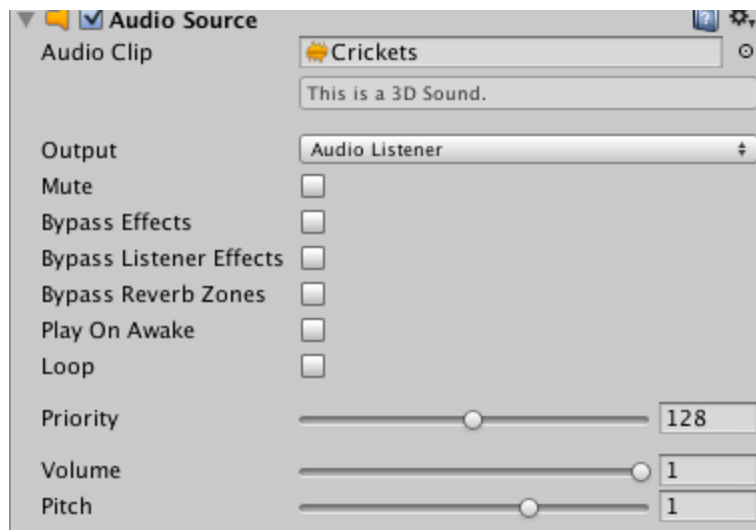 Audio Source
Audio Clip Crickets
This is a 3D Sound.
Output Audio Listener
Mute
Bypass Effects
Bypass Listener Effects
Bypass Reverb Zones
Play On Awake
Loop
Priority 128
Volume 1
Pitch 1